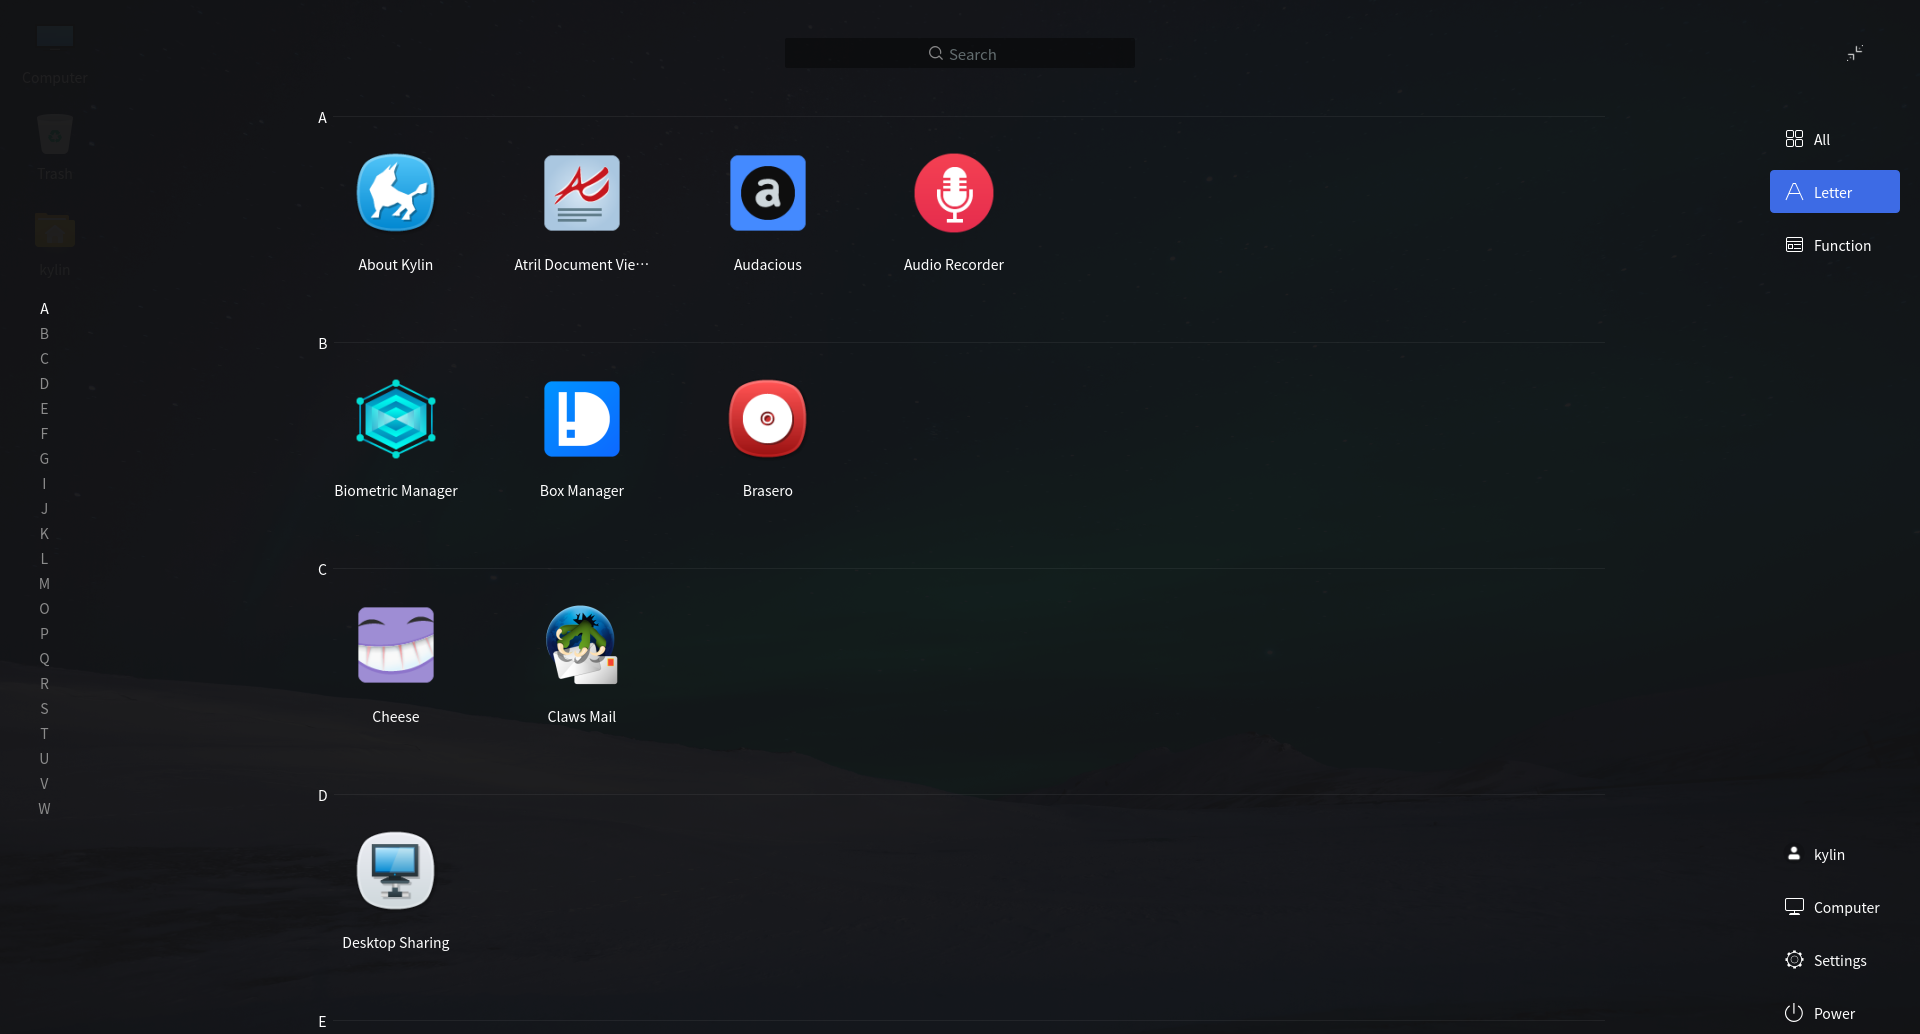 Computer
Trash
kylin
Search
A
About Kylin
Atril Document Vie···
Audacious
Audio Recorder
B
Biometric Manager
Box Manager
Brasero
C
Cheese
Claws Mail
D
Desktop Sharing
E
A
B
C
D
E
F
G
I
J
K
L
M
O
P
Q
R
S
T
U
V
W
All
Letter
Function
kylin
Computer
Settings
Power